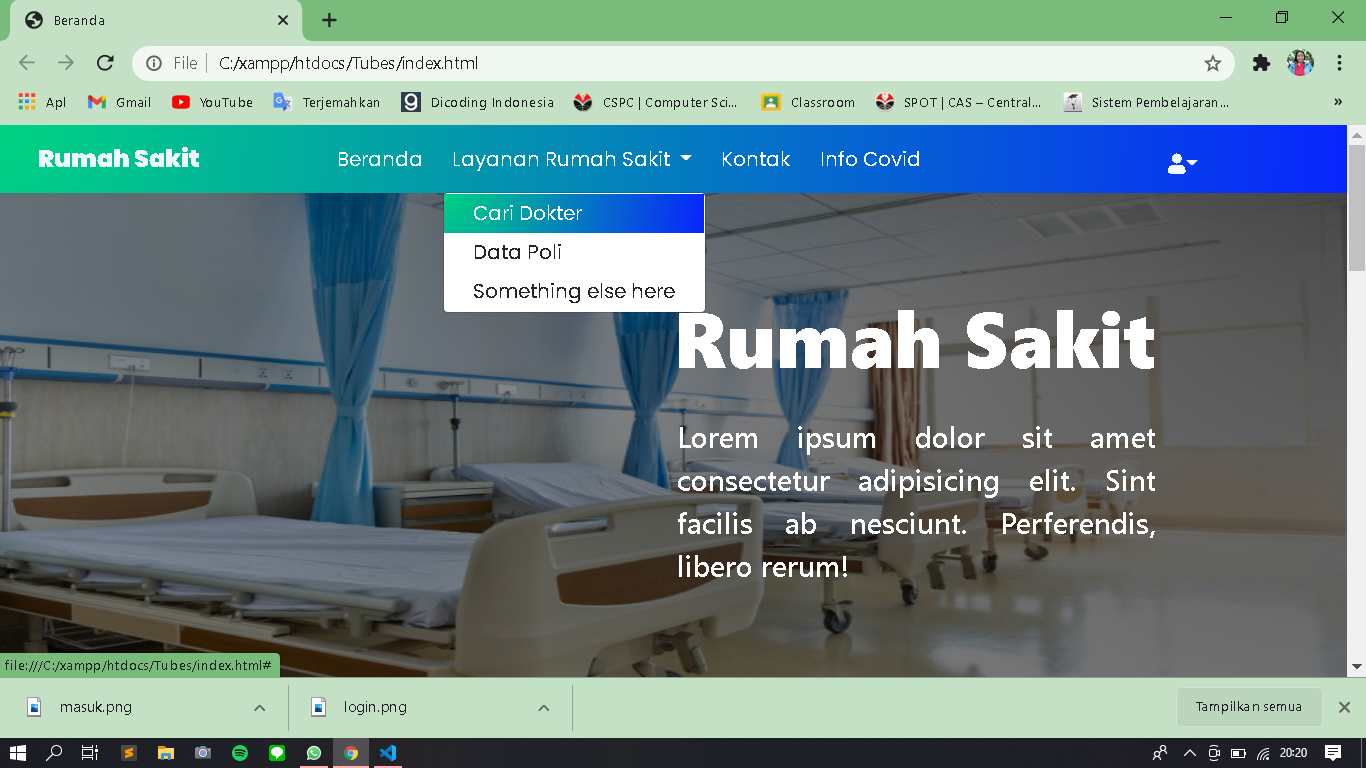 Beranda
File
C:/xampp/htdocs/Tubes/index.html
Apl
Gmail
YouTube
Terjemahkan
Dicoding Indonesia
CSPC | Computer Sci...
Classroom
SPOT | CAS – Central...
Sistem Pembelajaran...
»
Rumah Sakit
Beranda
Layanan Rumah Sakit
Kontak
Info Covid
Cari Dokter
Data Poli
Something else here
Rumah Sakit
Lorem ipsum dolor sit amet
consectetur adipisicing elit. Sint
facilis ab nesciunt. Perferendis,
libero rerum!
file:///C:/xampp/htdocs/Tubes/index.html#
masuk.png
login.png
Tampilkan semua
20:20